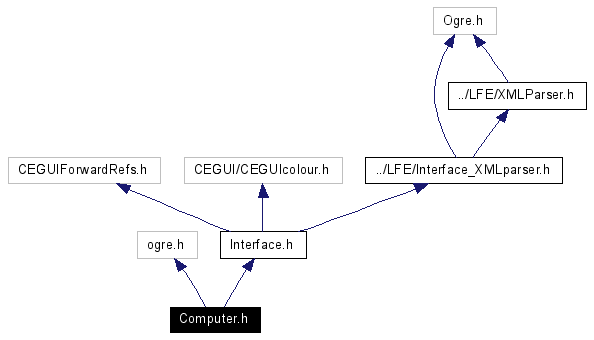 Ogre.h
../LFE/XMLParser.h
CEGUIForwardRefs.h
CEGUI/CEGUIcolour.h
../LFE/Interface_XMLparser.h
ogre.h
Interface.h
Computer.h